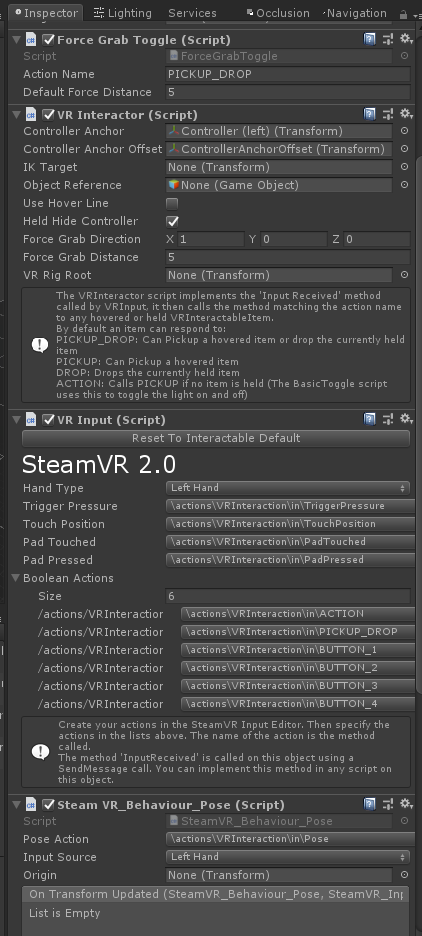 Inspector Lighting Services Occlusion Navigation
Force Grab Toggle (Script)
Script ForceGrabToggle
Action Name PICKUP_DROP
Default Force Distance 5
VR Interactor (Script)
Controller Anchor Controller (left) (Transform)
Controller Anchor Offset ControllerAnchorOffset (Transform)
IK Target None (Transform)
Object Reference None (Game Object)
Use Hover Line
Held Hide Controller
Force Grab Direction X 1 Y 0 Z 0
Force Grab Distance 5
VR Rig Root None (Transform)
The VRInteractor script implements the 'Input Received' method
called by VRInput, it then calls the method matching the action name
to any hovered or held VRInteractableItem.
By default an item can respond to:
PICKUP_DROP: Can Pickup a hovered item or drop the currently held
item
PICKUP: Can Pickup a hovered item
DROP: Drops the currently held item
ACTION: Calls PICKUP if no item is held (The BasicToggle script
uses this to toggle the light on and off)
VR Input (Script)
Reset To Interactable Default
SteamVR 2.0
Hand Type Left Hand
Trigger Pressure \actions\VRInteraction\in\TriggerPressure
Touch Position \actions\VRInteraction\in\TouchPosition
Pad Touched \actions\VRInteraction\in\PadTouched
Pad Pressed \actions\VRInteraction\in\PadPressed
Boolean Actions
Size 6
/actions/VRInteractior \actions\VRInteraction\in\ACTION
/actions/VRInteractior \actions\VRInteraction\in\PICKUP_DROP
/actions/VRInteractior \actions\VRInteraction\in\BUTTON_1
/actions/VRInteractior \actions\VRInteraction\in\BUTTON_2
/actions/VRInteractior \actions\VRInteraction\in\BUTTON_3
/actions/VRInteractior \actions\VRInteraction\in\BUTTON_4
Create your actions in the SteamVR Input Editor. Then specify the
actions in the lists above. The name of the action is the method
called.
The method 'InputReceived' is called on this object using a
SendMessage call. You can implement this method in any script on
this object.
Steam VR_Behaviour_Pose (Script)
Script SteamVR_Behaviour_Pose
Pose Action \actions\VRInteraction\in\Pose
Input Source Left Hand
Origin None (Transform)
On Transform Updated (SteamVR_Behaviour_Pose, SteamVR_Inp
List is Empty